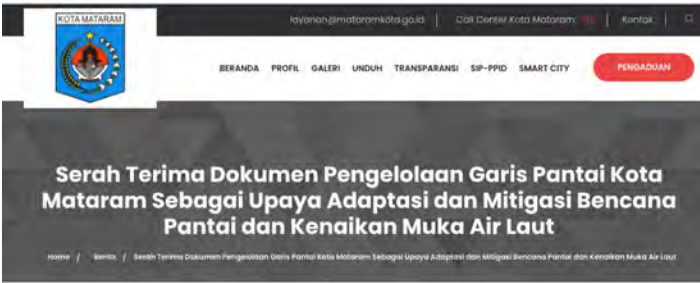 KOTA MATARAM
layanan@mataramkota.go.id | Call Center Kota Mataram: | Kontak |
BERANDA PROFIL GALERI UNDUH TRANSPARANSI SIP-PPID SMART CITY PENGADUAN
Serah Terima Dokumen Pengelolaan Garis Pantai Kota
Mataram Sebagai Upaya Adaptasi dan Mitigasi Bencana
Pantai dan Kenaikan Muka Air Laut
Home / Berita / Serah Terima Dokumen Pengelolaan Garis Pantai Kota Mataram Sebagai Upaya Adaptasi dan Mitigasi Bencana Pantai dan Kenaikan Muka Air Laut